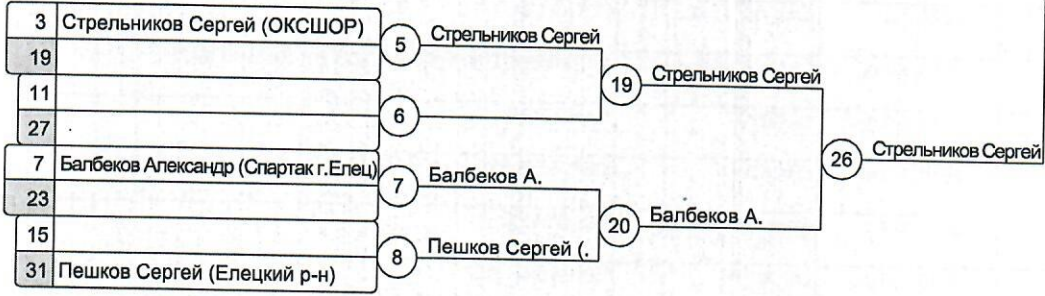 3 Стрельников Сергей (ОКСШОР)
19
5 Стрельников Сергей
11
27
6
19 Стрельников Сергей
7 Балбеков Александр (Спартак г.Елец)
23
7 Балбеков А.
15
31 Пешков Сергей (Елецкий р-н)
8 Пешков Сергей (.
20 Балбеков А.
26 Стрельников Сергей